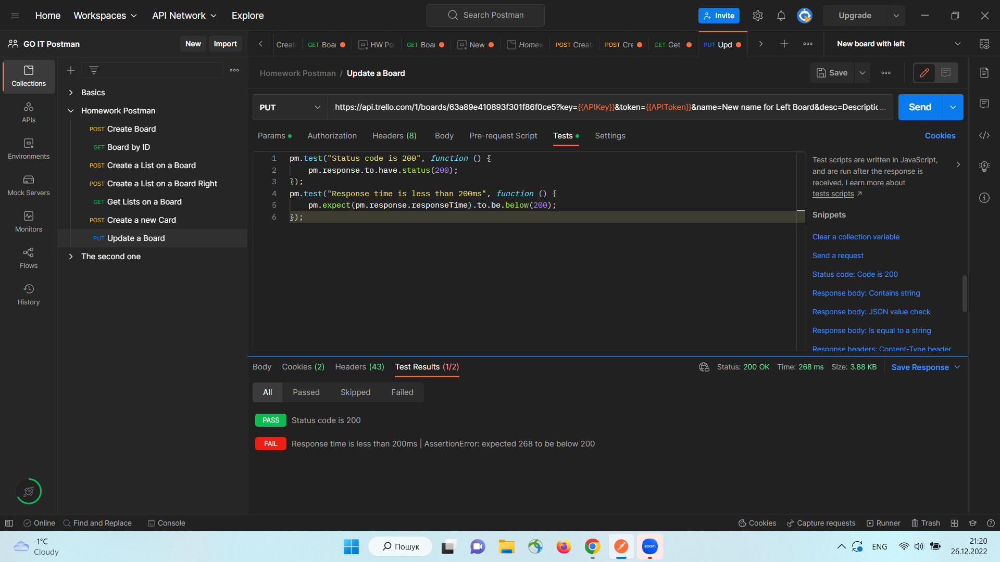 Home
Workspaces
API Network
Explore
Search Postman
Invite
Upgrade
GO IT Postman
New
Import
Creat
GET Boar
HW Po
GET Boar
New
Homew
POST Creat
POST Cre
GET Get
PUT Upd
New board with left
Collections
APIs
Environments
Mock Servers
Monitors
Flows
History
Basics
Homework Postman
POST Create Board
GET Board by ID
POST Create a List on a Board
POST Create a List on a Board Right
GET Get Lists on a Board
POST Create a new Card
PUT Update a Board
The second one
Homework Postman / Update a Board
Save
PUT
https://api.trello.com/1/boards/63a89e410893f301f86f0ce5?key={{APIKey}}&token={{APIToken}}&name=New name for Left Board&desc=Descriptic...
Send
Params
Authorization
Headers (8)
Body
Pre-request Script
Tests
Settings
Cookies
1 pm.test("Status code is 200", function () {
2 pm.response.to.have.status(200);
3 });
4 pm.test("Response time is less than 200ms", function () {
5 pm.expect(pm.response.responseTime).to.be.below(200);
6 });
Test scripts are written in JavaScript,
and are run after the response is
received. Learn more about
tests scripts
Snippets
Clear a collection variable
Send a request
Status code: Code is 200
Response body: Contains string
Response body: JSON value check
Response body: Is equal to a string
Response headers: Content-Type header
Body
Cookies (2)
Headers (43)
Test Results (1/2)
Status: 200 OK
Time: 268 ms
Size: 3.88 KB
Save Response
All
Passed
Skipped
Failed
PASS Status code is 200
FAIL Response time is less than 200ms | AssertionError: expected 268 to be below 200
Online
Find and Replace
Console
Cookies
Capture requests
Runner
Trash
-1°C
Cloudy
Пошук
zoom
ENG
21:20
26.12.2022